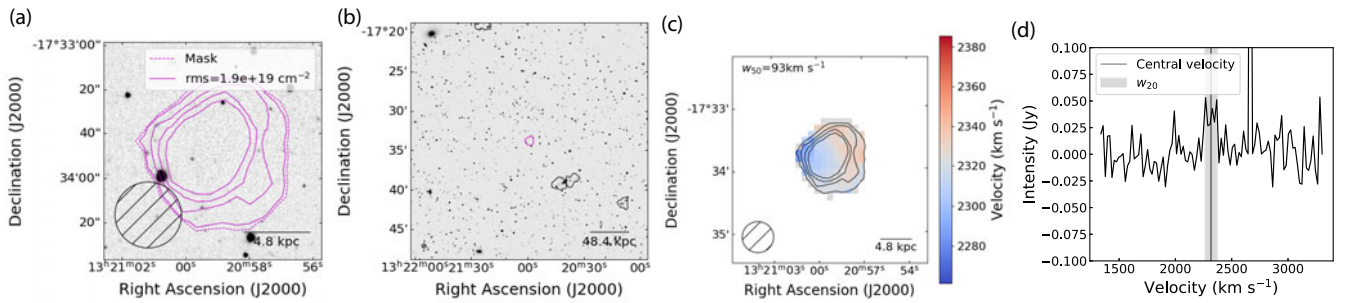 (a)
-17°33'00"
20"
40"
34'00"
20"
Declination (J2000)
Mask
rms=1.9e+19 cm⁻²
4.8 kpc
13ʰ21ᵐ02ˢ
00ˢ
20ᵐ58ˢ
56ˢ
Right Ascension (J2000)
(b)
-17°20'
25'
30'
35'
40'
45'
Declination (J2000)
48.4 kpc
13ʰ22ᵐ00ˢ
21ᵐ30ˢ
00ˢ
20ᵐ30ˢ
00ˢ
Right Ascension (J2000)
(c)
w₅₀=93km s⁻¹
-17°33'
34'
35'
Declination (J2000)
4.8 kpc
13ʰ21ᵐ03ˢ
00ˢ
20ᵐ57ˢ
54ˢ
Right Ascension (J2000)
2380
2360
2340
2320
2300
2280
Velocity (km s⁻¹)
(d)
0.100
0.075
0.050
0.025
0.000
−0.025
−0.050
−0.075
−0.100
Intensity (Jy)
Central velocity
w₂₀
1500
2000
2500
3000
Velocity (km s⁻¹)